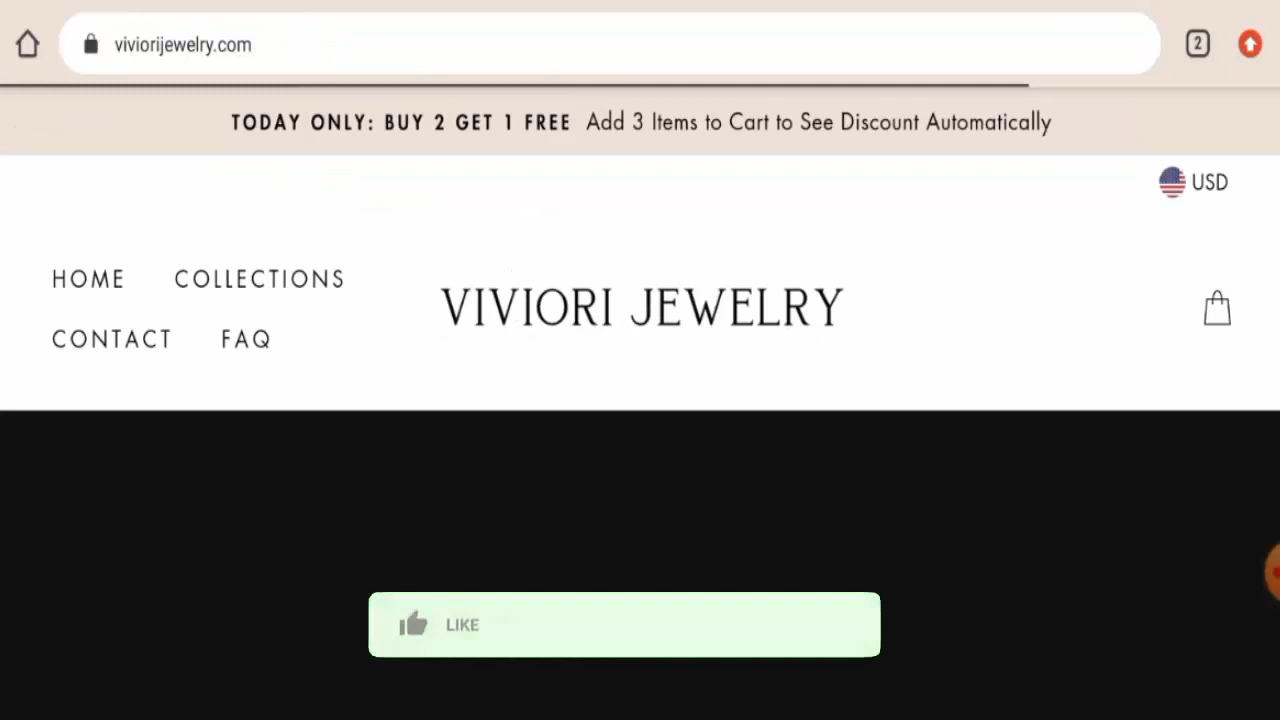 viviorijewelry.com
2
TODAY ONLY: BUY 2 GET 1 FREE Add 3 Items to Cart to See Discount Automatically
USD
HOME COLLECTIONS
VIVIORI JEWELRY
CONTACT FAQ
LIKE